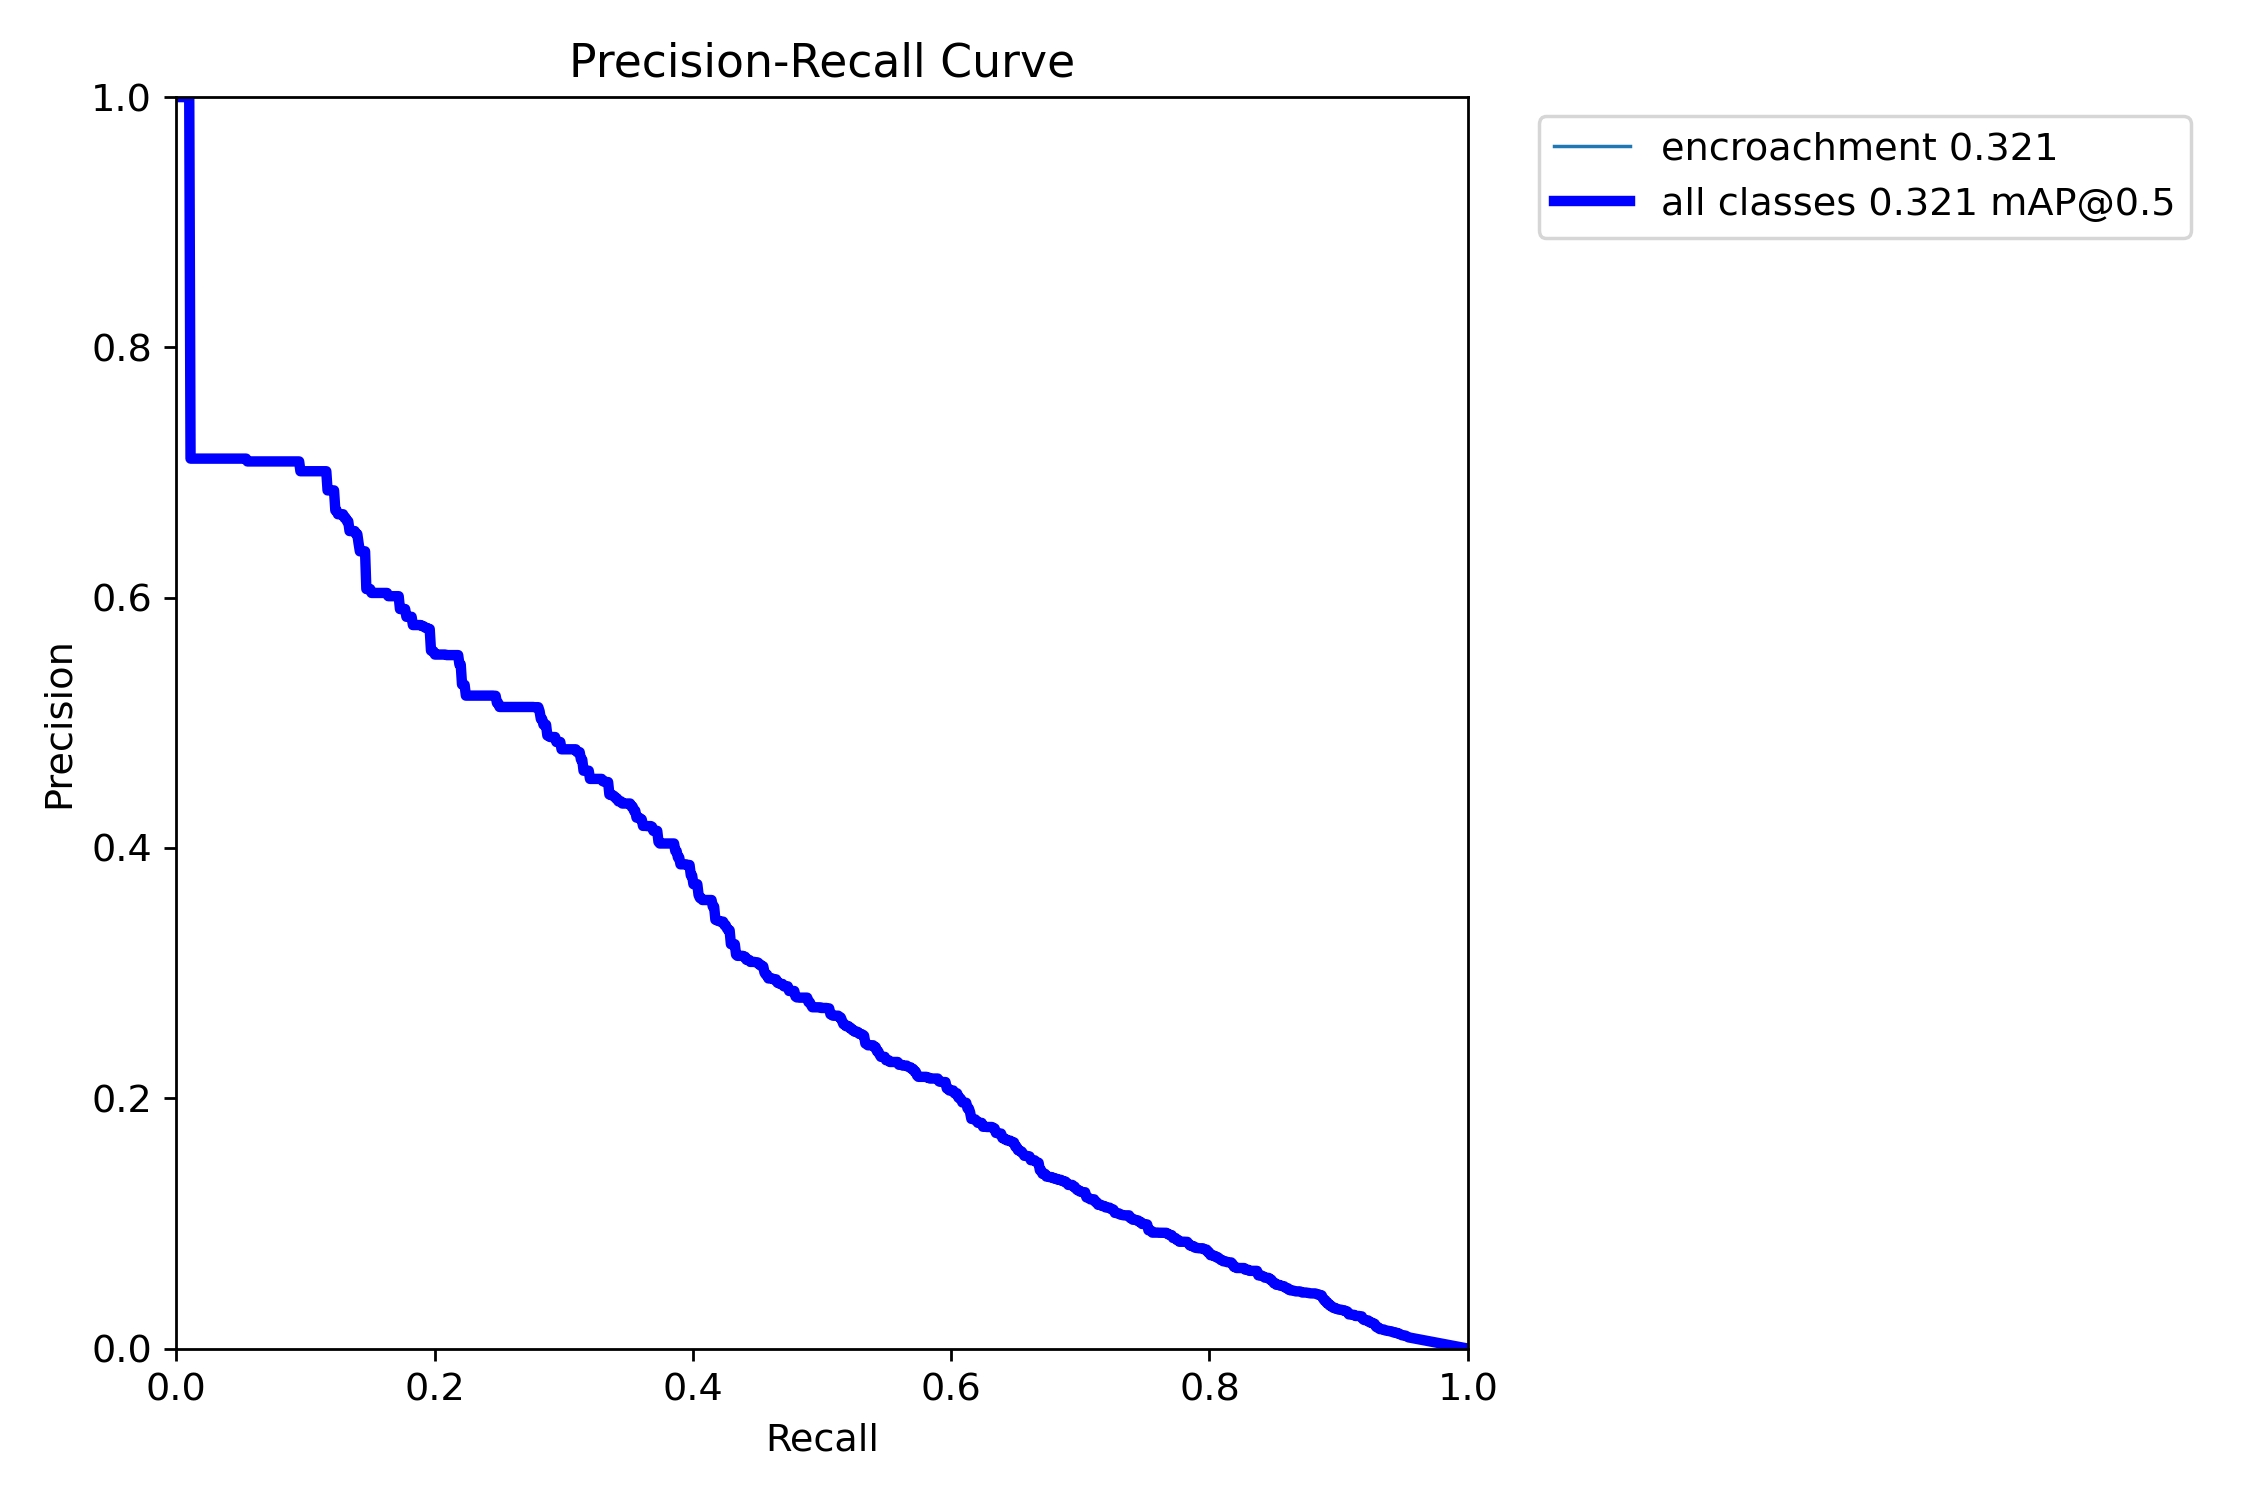 Precision-Recall Curve
encroachment 0.321
all classes 0.321 mAP@0.5
Precision
1.0
0.8
0.6
0.4
0.2
0.0
0.0 0.2 0.4 0.6 0.8 1.0
Recall